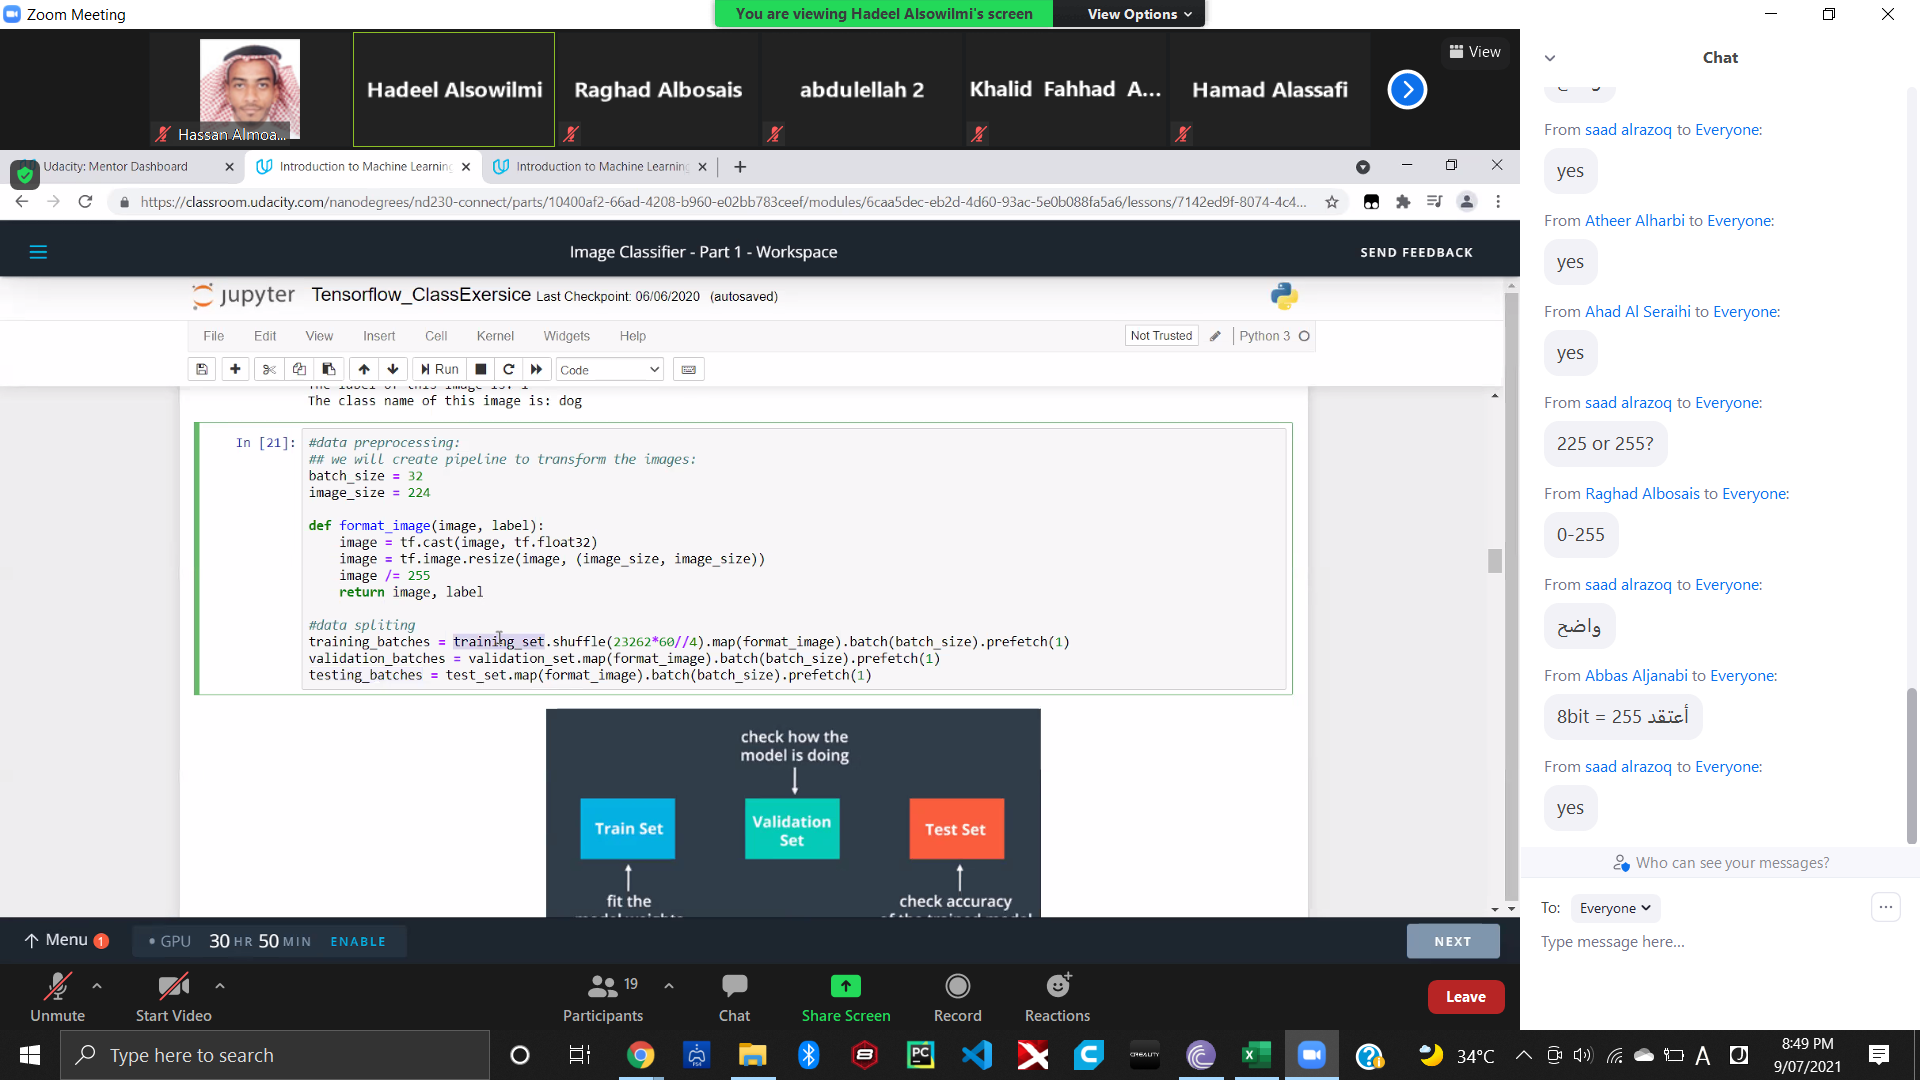 Zoom Meeting
You are viewing Hadeel Alsowilmi's screen
View Options
View
Hassan Almoa...
Hadeel Alsowilmi
Raghad Albosais
abdulellah 2
Khalid Fahhad A...
Hamad Alassafi
Udacity: Mentor Dashboard
Introduction to Machine Learning
Introduction to Machine Learning
https://classroom.udacity.com/nanodegrees/nd230-connect/parts/10400af2-66ad-4208-b960-e02bb783ceef/modules/6caa5dec-eb2d-4d60-93ac-5e0b088fa5a6/lessons/7142ed9f-8074-4c4...
Image Classifier - Part 1 - Workspace
SEND FEEDBACK
jupyter Tensorflow_ClassExersice Last Checkpoint: 06/06/2020 (autosaved)
File Edit View Insert Cell Kernel Widgets Help
Not Trusted
Python 3
Run
Code
The label of this image is: 1
The class name of this image is: dog
In [21]:
#data preprocessing:
## we will create pipeline to transform the images:
batch_size = 32
image_size = 224
def format_image(image, label):
image = tf.cast(image, tf.float32)
image = tf.image.resize(image, (image_size, image_size))
image /= 255
return image, label
#data spliting
training_batches = training_set.shuffle(23262*60//4).map(format_image).batch(batch_size).prefetch(1)
validation_batches = validation_set.map(format_image).batch(batch_size).prefetch(1)
testing_batches = test_set.map(format_image).batch(batch_size).prefetch(1)
check how the
model is doing
Train Set
Validation
Set
Test Set
fit the
model weights
check accuracy
of the trained model
Menu 1
GPU 30 HR 50 MIN ENABLE
NEXT
Unmute
Start Video
19
Participants
Chat
Share Screen
Record
Reactions
Leave
Chat
From saad alrazoq to Everyone:
yes
From Atheer Alharbi to Everyone:
yes
From Ahad Al Seraihi to Everyone:
yes
From saad alrazoq to Everyone:
225 or 255?
From Raghad Albosais to Everyone:
0-255
From saad alrazoq to Everyone:
واضح
From Abbas Aljanabi to Everyone:
8bit = 255 أعتقد
From saad alrazoq to Everyone:
yes
Who can see your messages?
To: Everyone
Type message here...
Type here to search
34°C
A
8:49 PM
9/07/2021